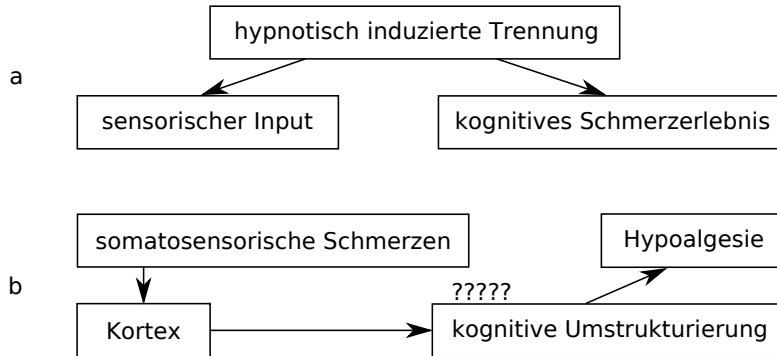 hypnotisch induzierte Trennung
a
sensorischer Input
kognitives Schmerzerlebnis
somatosensorische Schmerzen
Hypoalgesie
b
?????
Kortex
kognitive Umstrukturierung